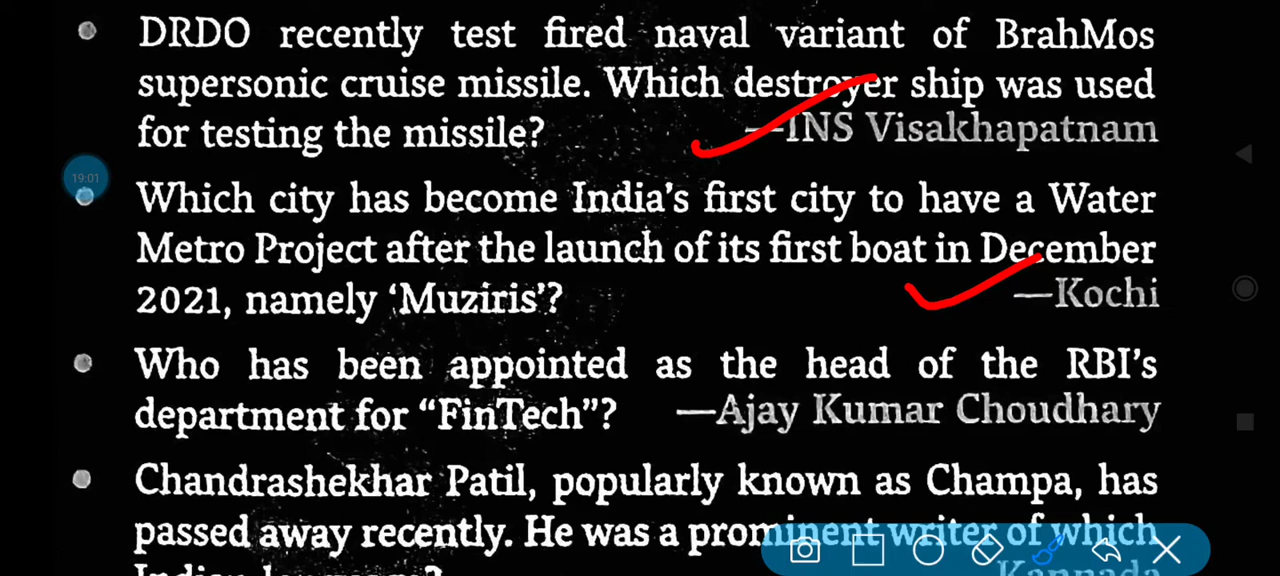 DRDO recently test fired naval variant of BrahMos
supersonic cruise missile. Which destroyer ship was used
for testing the missile? —INS Visakhapatnam
19:01
Which city has become India's first city to have a Water
Metro Project after the launch of its first boat in December
2021, namely ‘Muziris’? —Kochi
Who has been appointed as the head of the RBI's
department for “FinTech”? —Ajay Kumar Choudhary
Chandrashekhar Patil, popularly known as Champa, has
passed away recently. He was a prominent writer of which
Kannada